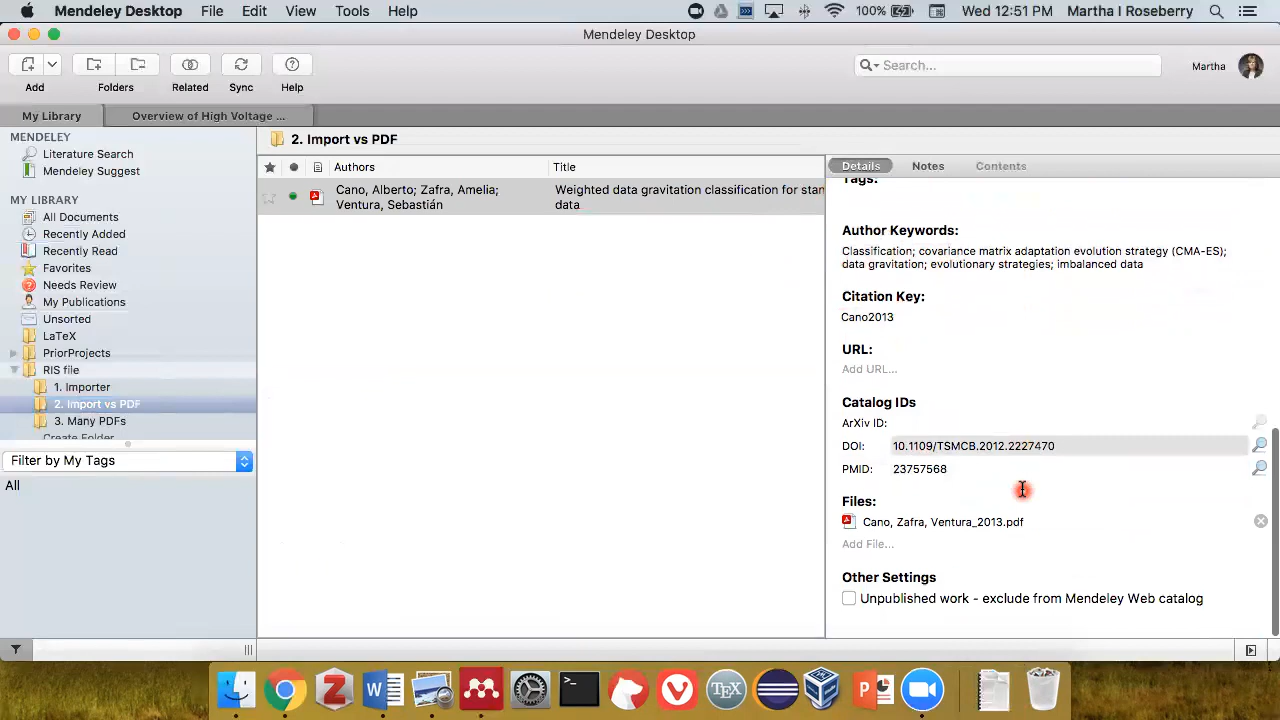 Mendeley Desktop File Edit View Tools Help 100% Wed 12:51 PM Martha I Roseberry
Mendeley Desktop
Search...
Martha
Add Folders Related Sync Help
My Library Overview of High Voltage ...
MENDELEY
Literature Search
Mendeley Suggest
MY LIBRARY
All Documents
Recently Added
Recently Read
Favorites
Needs Review
My Publications
Unsorted
LaTeX
PriorProjects
RIS file
1. Importer
2. Import vs PDF
3. Many PDFs
Create Folder
Filter by My Tags
All
2. Import vs PDF
Authors Title
Cano, Alberto; Zafra, Amelia;
Ventura, Sebastián
Weighted data gravitation classification for stan
data
Details Notes Contents
Tags:
Author Keywords:
Classification; covariance matrix adaptation evolution strategy (CMA-ES);
data gravitation; evolutionary strategies; imbalanced data
Citation Key:
Cano2013
URL:
Add URL...
Catalog IDs
ArXiv ID:
DOI: 10.1109/TSMCB.2012.2227470
PMID: 23757568
Files:
Cano, Zafra, Ventura_2013.pdf
Add File...
Other Settings
Unpublished work - exclude from Mendeley Web catalog
W
TEX
P